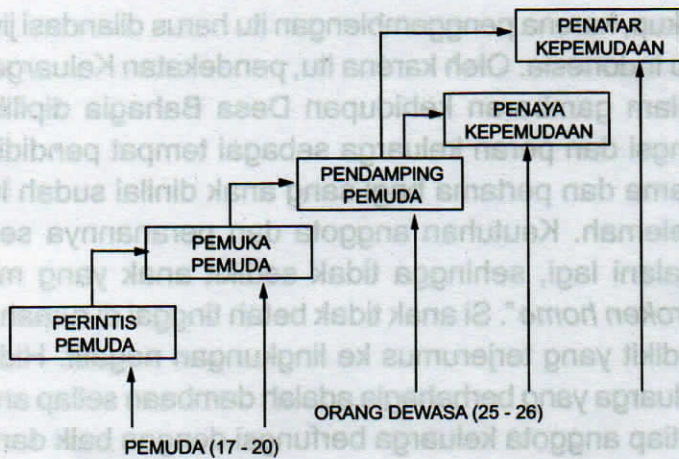 PENATAR
KEPEMUDAAN
PENAYA
KEPEMUDAAN
PENDAMPING
PEMUDA
PEMUKA
PEMUDA
PERINTIS
PEMUDA
ORANG DEWASA (25 - 26)
PEMUDA (17 - 20)